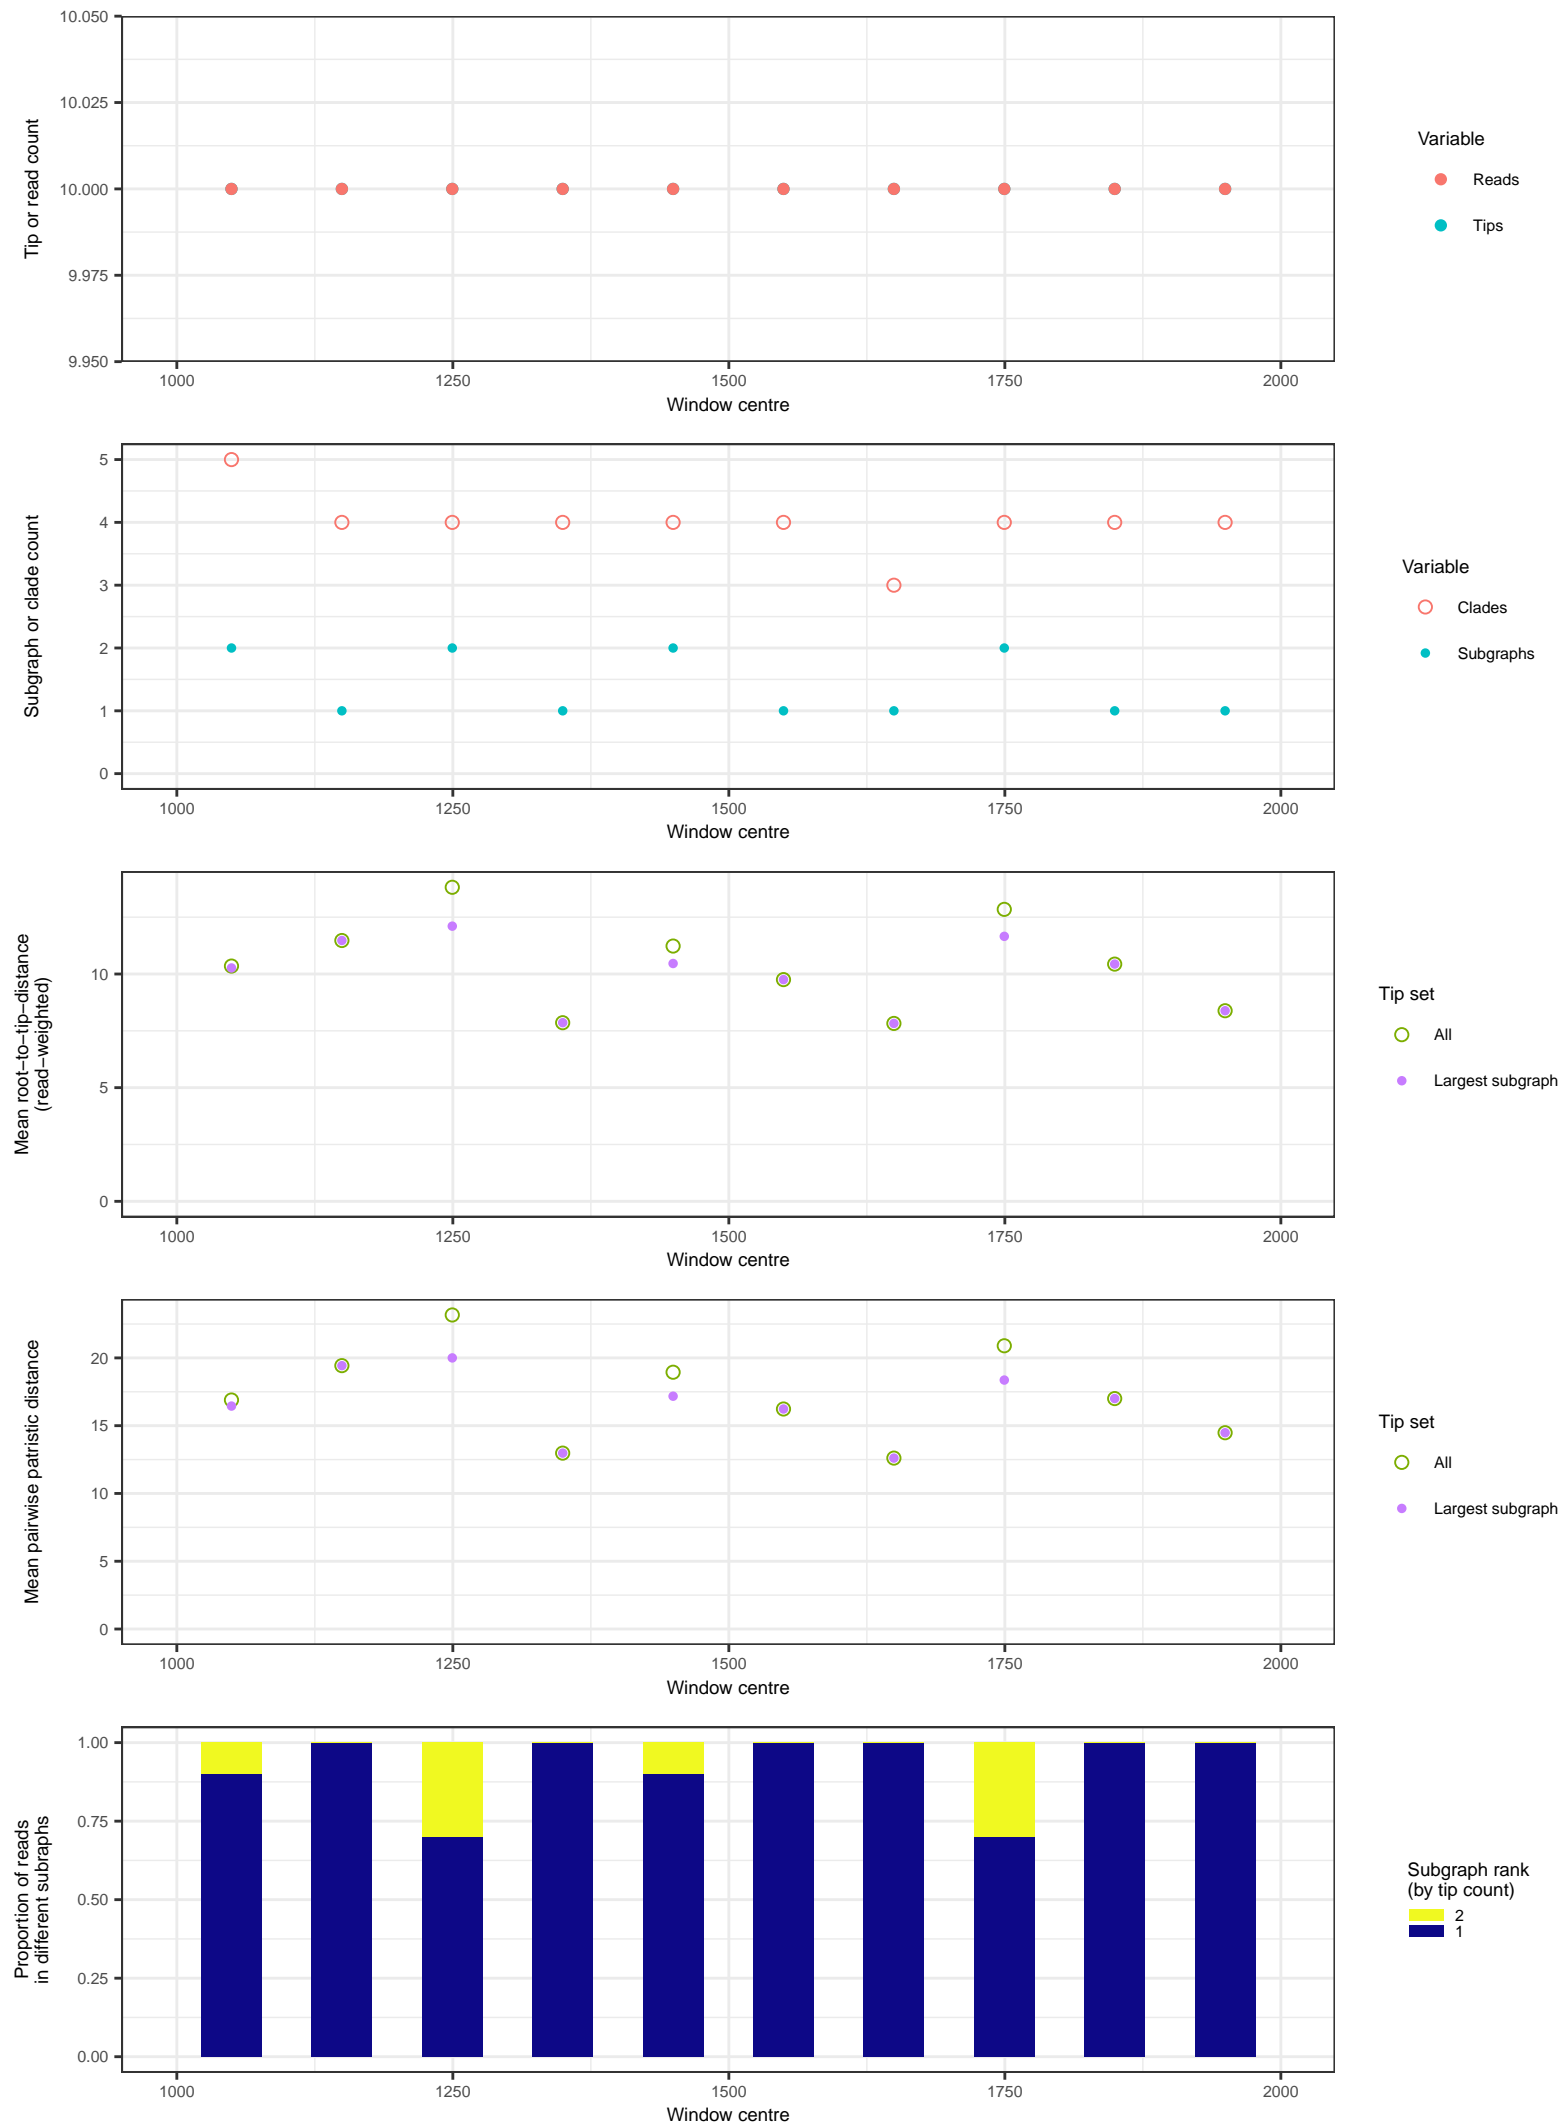 10.050
10.025
10.000
9.975
9.950
Tip or read count
1000 1250 1500 1750 2000
Window centre
Variable
Reads
Tips
5
4
3
2
1
0
Subgraph or clade count
1000 1250 1500 1750 2000
Window centre
Variable
Clades
Subgraphs
10
5
0
Mean root−to−tip−distance
(read−weighted)
1000 1250 1500 1750 2000
Window centre
Tip set
All
Largest subgraph
20
15
10
5
0
Mean pairwise patristic distance
1000 1250 1500 1750 2000
Window centre
Tip set
All
Largest subgraph
1.00
0.75
0.50
0.25
0.00
Proportion of reads
in different subraphs
1000 1250 1500 1750 2000
Window centre
Subgraph rank
(by tip count)
2
1